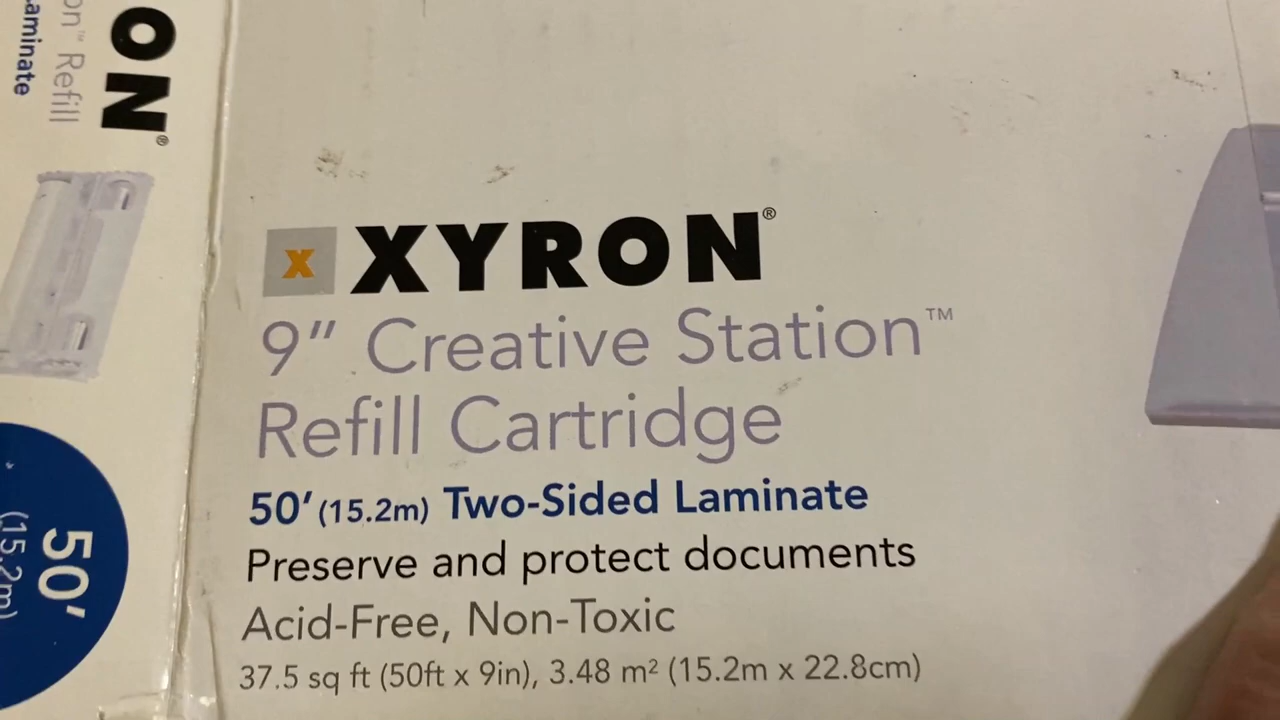 XYRON®
9" Creative Station™
Refill Cartridge
50' (15.2m) Two-Sided Laminate
Preserve and protect documents
Acid-Free, Non-Toxic
37.5 sq ft (50ft x 9in), 3.48 m² (15.2m x 22.8cm)
ON®
Refill
50'
(15.2m)
x